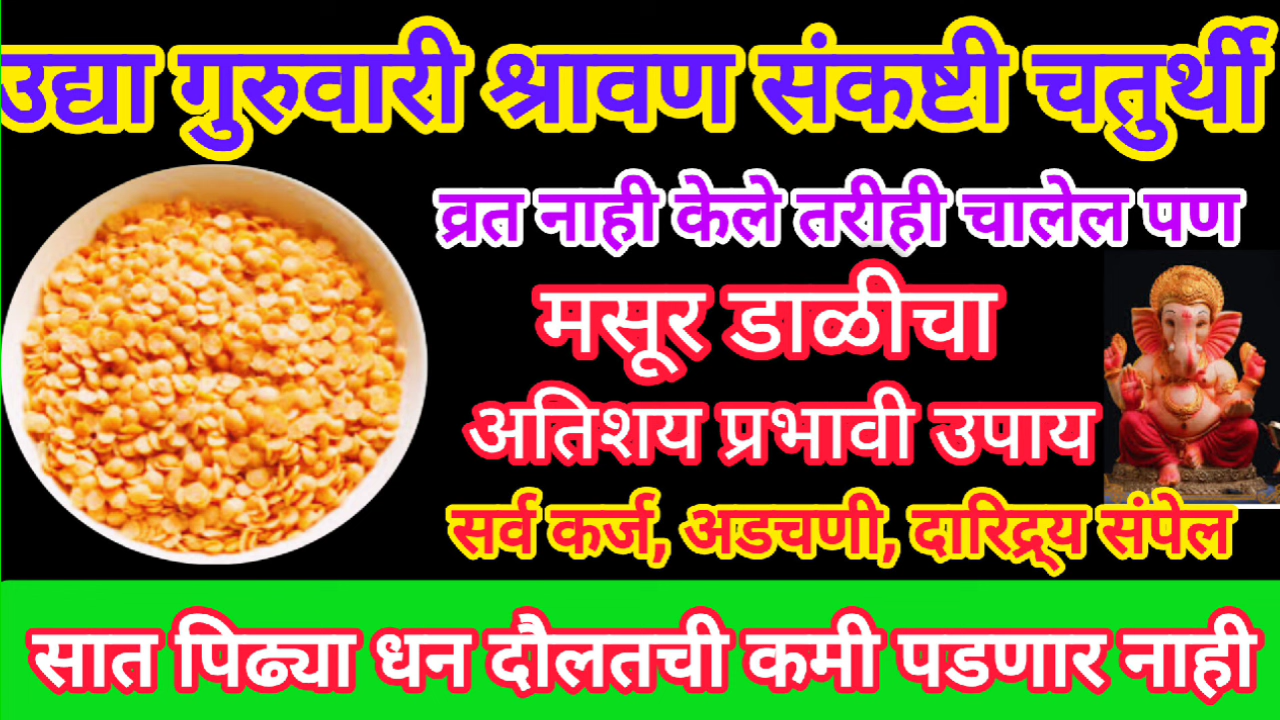 उद्या गुरुवारी श्रावण संकष्टी चतुर्थी
व्रत नाही केले तरीही चालेल पण
मसूर डाळीचा
अतिशय प्रभावी उपाय
सर्व कर्ज, अडचणी, दारिद्र्य संपेल
सात पिढ्या धन दौलतची कमी पडणार नाही